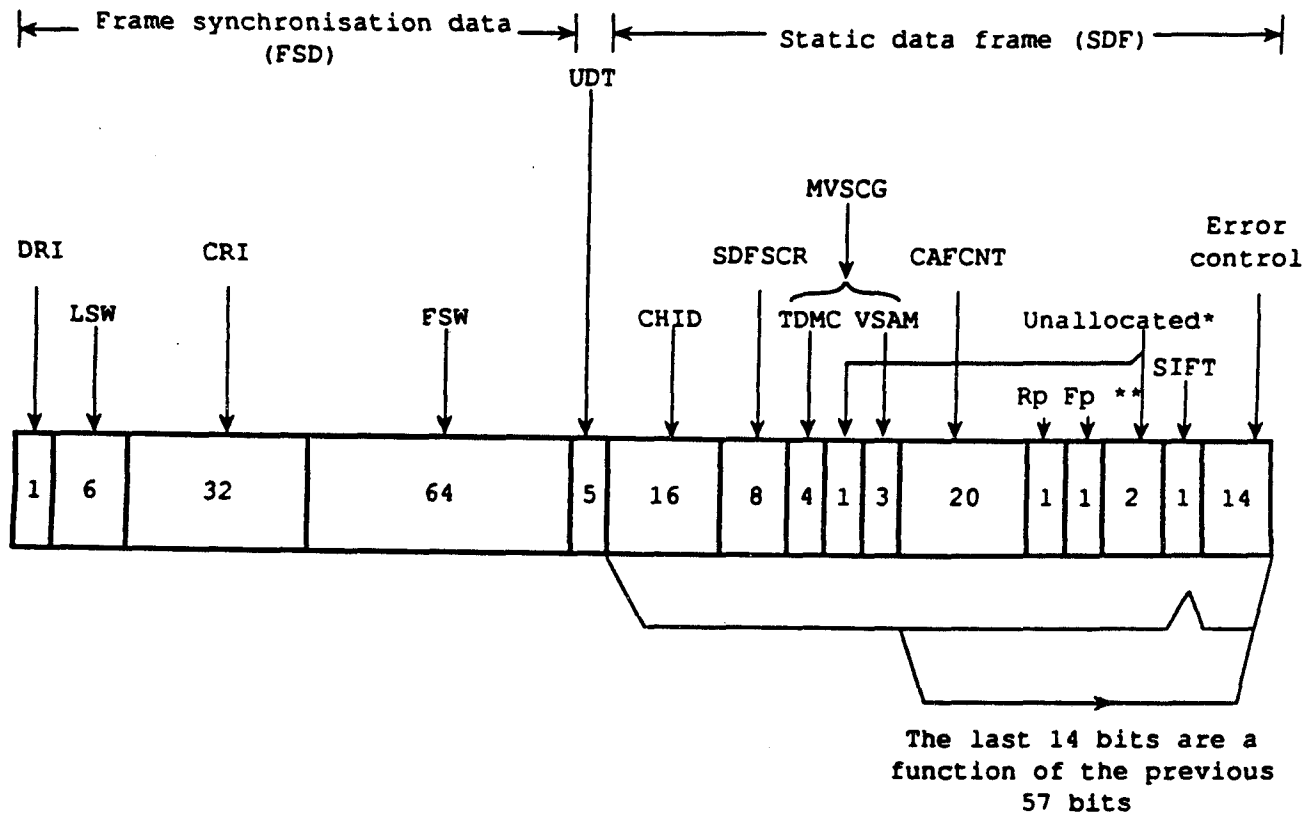 Frame synchronisation data
(FSD)
Static data frame (SDF)
UDT
MVSCG
Error
control
DRI
CRI
SDFSCR
CAFCNT
LSW
FSW
CHID
TDMC VSAM
Unallocated*
SIFT
Rp Fp **
1 6 32 64 5 16 8 4 1 3 20 1 1 2 1 14
The last 14 bits are a
function of the previous
57 bits